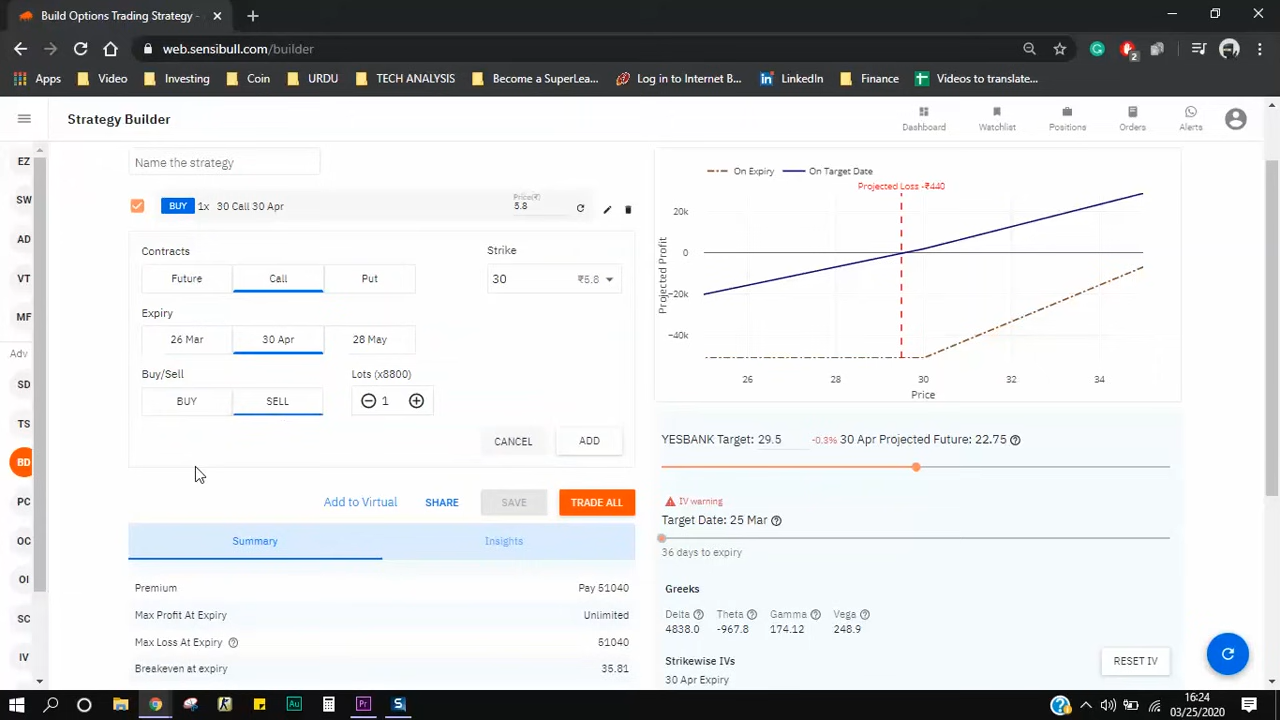 Build Options Trading Strategy -
web.sensibull.com/builder
2
Apps Video Investing Coin URDU TECH ANALYSIS Become a SuperLea... Log in to Internet B... LinkedIn Finance Videos to translate...
Strategy Builder
Dashboard Watchlist Positions Orders Alerts
EZ
SW
AD
VT
MF
Adv
SD
TS
BD
PC
OC
OI
SC
IV
Name the strategy
BUY 1x 30 Call 30 Apr
Price(₹)
5.8
Contracts
Future Call Put
Strike
30 ₹5.8
Expiry
26 Mar 30 Apr 28 May
Buy/Sell
BUY SELL
Lots (x8800)
1
CANCEL ADD
Add to Virtual SHARE SAVE TRADE ALL
Summary Insights
Premium Pay 51040
Max Profit At Expiry Unlimited
Max Loss At Expiry 51040
Breakeven at expiry 35.81
On Expiry On Target Date
Projected Loss -₹440
Projected Profit
20k
0
−20k
−40k
26 28 30 32 34
Price
YESBANK Target: 29.5 -0.3% 30 Apr Projected Future: 22.75
IV warning
Target Date: 25 Mar
36 days to expiry
Greeks
Delta Theta Gamma Vega
4838.0 -967.8 174.12 248.9
Strikewise IVs
30 Apr Expiry
RESET IV
16:24
03/25/2020